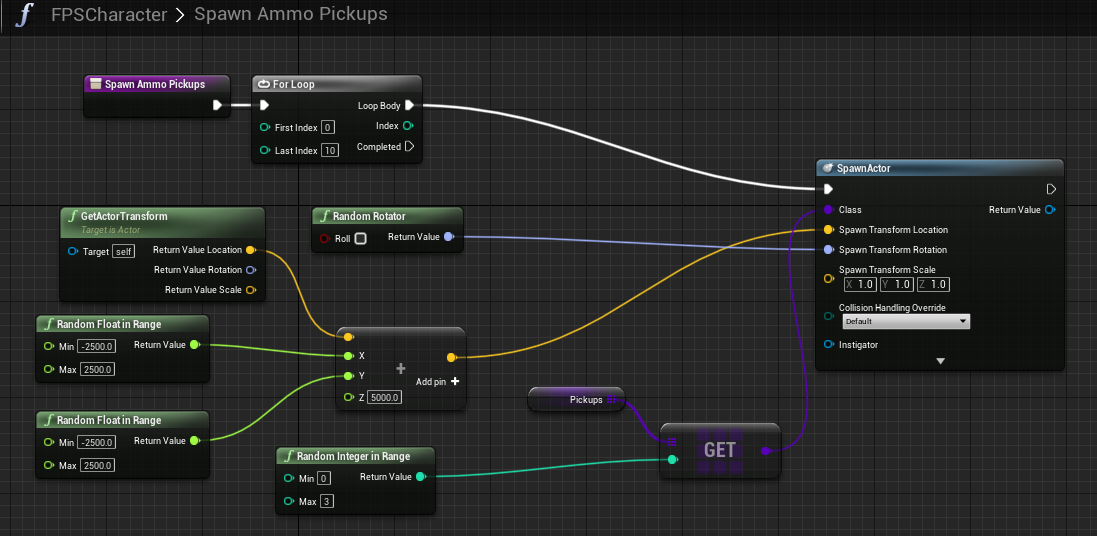 FPSCharacter > Spawn Ammo Pickups
Spawn Ammo Pickups
For Loop
Loop Body
First Index 0
Index
Last Index 10
Completed
SpawnActor
Class
Return Value
Spawn Transform Location
Spawn Transform Rotation
Spawn Transform Scale
X 1.0 Y 1.0 Z 1.0
Collision Handling Override
Default
Instigator
f GetActorTransform
Target is Actor
Target self
Return Value Location
Return Value Rotation
Return Value Scale
f Random Rotator
Roll
Return Value
f Random Float in Range
Min -2500.0
Return Value
Max 2500.0
X
Y
Z 5000.0
+
Add pin +
f Random Float in Range
Min -2500.0
Return Value
Max 2500.0
Pickups
GET
f Random Integer in Range
Min 0
Return Value
Max 3